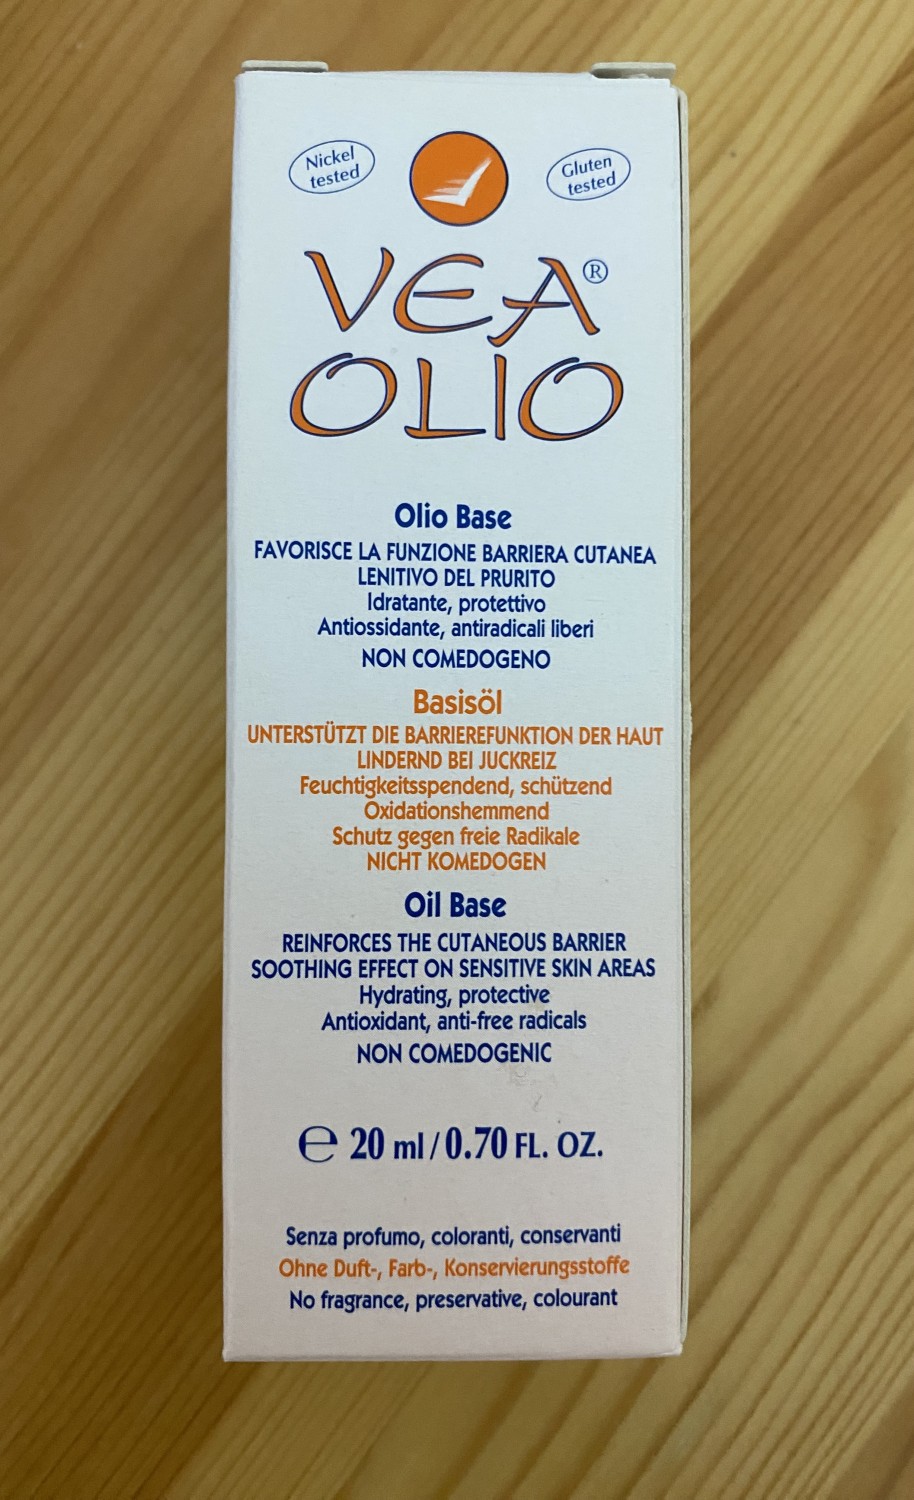 Nickel
tested
Gluten
tested
VEA®
OLIO
Olio Base
FAVORISCE LA FUNZIONE BARRIERA CUTANEA
LENITIVO DEL PRURITO
Idratante, protettivo
Antiossidante, antiradicali liberi
NON COMEDOGENO
Basisöl
UNTERSTÜTZT DIE BARRIEREFUNKTION DER HAUT
LINDERND BEI JUCKREIZ
Feuchtigkeitsspendend, schützend
Oxidationshemmend
Schutz gegen freie Radikale
NICHT KOMEDOGEN
Oil Base
REINFORCES THE CUTANEOUS BARRIER
SOOTHING EFFECT ON SENSITIVE SKIN AREAS
Hydrating, protective
Antioxidant, anti-free radicals
NON COMEDOGENIC
℮ 20 ml / 0.70 FL. OZ.
Senza profumo, coloranti, conservanti
Ohne Duft-, Farb-, Konservierungsstoffe
No fragrance, preservative, colourant